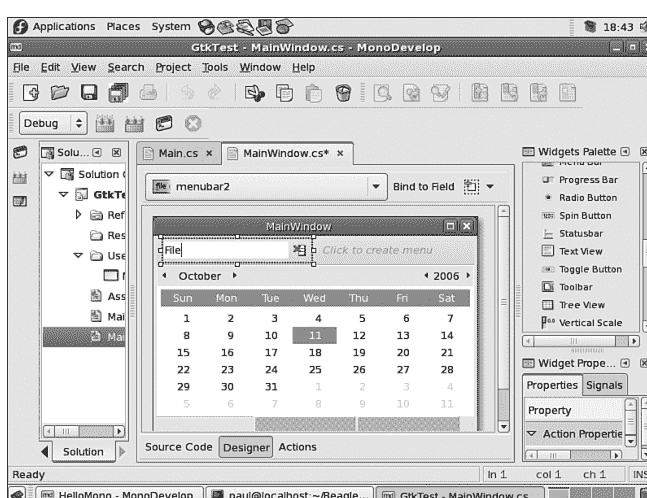 Applications Places System
18:43
GtkTest - MainWindow.cs - MonoDevelop
File Edit View Search Project Tools Window Help
Debug
Solu...
Main.cs
MainWindow.cs*
Widgets Palette
Menu Bar
Solution
menubar2
Bind to Field
Progress Bar
GtkTe
Radio Button
Ref
MainWindow
Spin Button
Res
File
Click to create menu
Statusbar
Use
October
2006
Text View
Sun Mon Tue Wed Thu Fri Sat
Toggle Button
Ass
1 2 3 4 5 6 7
Toolbar
Mai
8 9 10 11 12 13 14
Tree View
Mai
15 16 17 18 19 20 21
Vertical Scale
22 23 24 25 26 27 28
29 30 31 1 2 3 4
5 6 7 8 9 10 11
Widget Prope...
Properties Signals
Property
Action Propertie
Solution
Source Code Designer Actions
Ready
ln 1 col 1 ch 1 INS
HelloMono - MonoDevelop
paul@localhost:~/Beagle...
GtkTest - MainWindow.cs